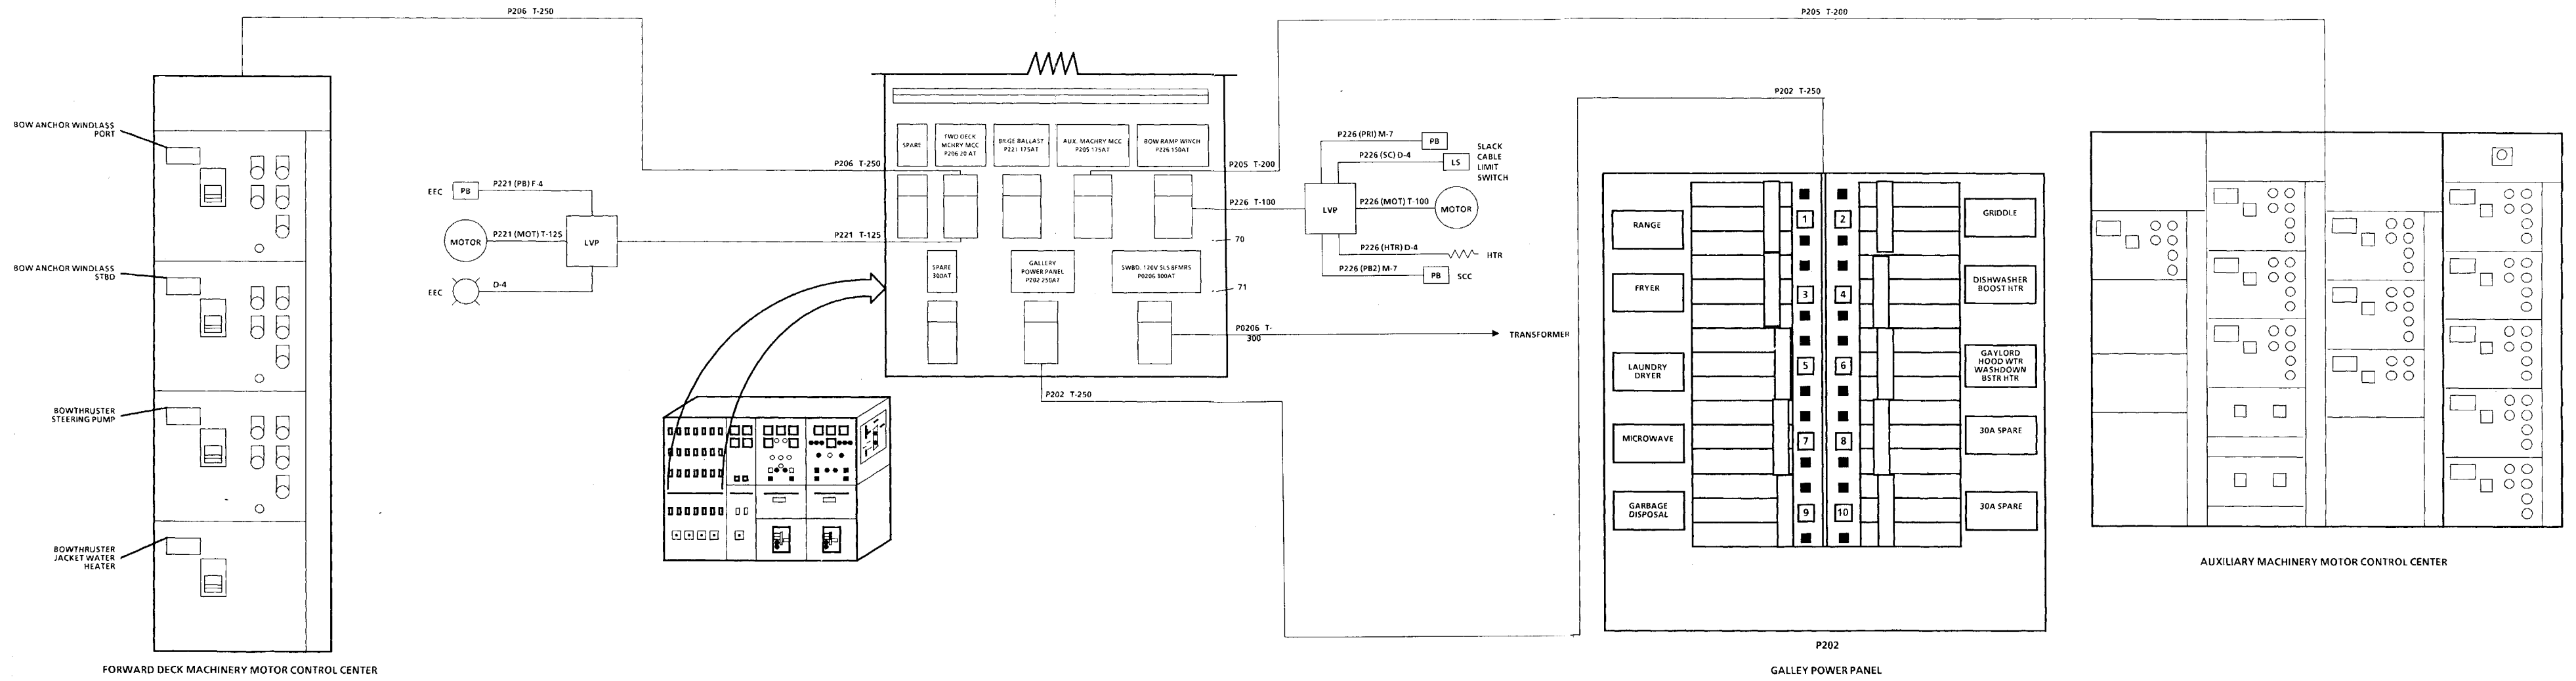 P206 T-250
P205 T-200
BOW ANCHOR WINDLASS
PORT
BOW ANCHOR WINDLASS
STBD
BOWTHRUSTER
STEERING PUMP
BOWTHRUSTER
JACKET WATER
HEATER
FORWARD DECK MACHINERY MOTOR CONTROL CENTER
EEC
PB
P221 (PB) F-4
MOTOR
P221 (MOT) T-125
LVP
EEC
D-4
P206 T-250
P221 T-125
SPARE
FWD DECK
MCHRY MCC
P206 20 AT
BILGE BALLAST
P221 175AT
AUX. MACHRY MCC
P205 175AT
BOW RAMP WINCH
P226 150AT
SPARE
300AT
GALLERY
POWER PANEL
P202 250AT
SWBD. 120V SLS BFMRS
P0206 300AT
P205 T-200
P226 T-100
70
71
P0206 T-
300
TRANSFORMER
P202 T-250
P226 (PRI) M-7
PB
P226 (SC) D-4
LS
SLACK
CABLE
LIMIT
SWITCH
LVP
P226 (MOT) T-100
MOTOR
P226 (HTR) D-4
HTR
P226 (PB2) M-7
PB
SCC
P202 T-250
RANGE
FRYER
LAUNDRY
DRYER
MICROWAVE
GARBAGE
DISPOSAL
1
2
3
4
5
6
7
8
9
10
GRIDDLE
DISHWASHER
BOOST HTR
GAYLORD
HOOD WTR
WASHDOWN
BSTR HTR
30A SPARE
30A SPARE
P202
GALLEY POWER PANEL
AUXILIARY MACHINERY MOTOR CONTROL CENTER